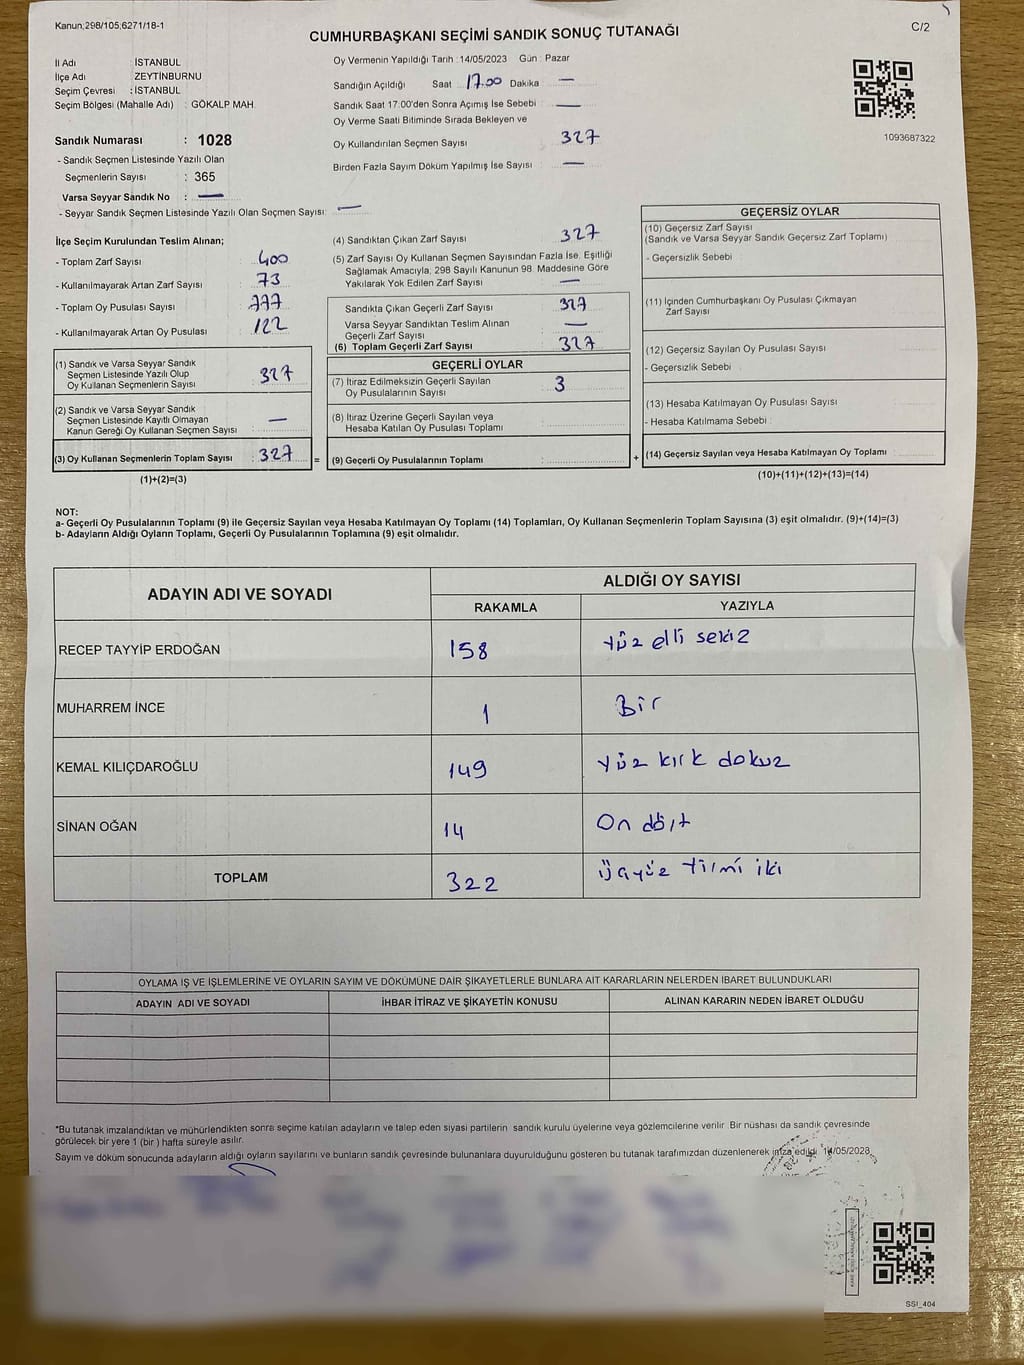 Kanun;298/105,6271/18-1
C/2
CUMHURBAŞKANI SEÇİMİ SANDIK SONUÇ TUTANAĞI
İl Adı : İSTANBUL
İlçe Adı : ZEYTİNBURNU
Seçim Çevresi : İSTANBUL
Seçim Bölgesi (Mahalle Adı) : GÖKALP MAH.
Sandık Numarası : 1028
- Sandık Seçmen Listesinde Yazılı Olan
Seçmenlerin Sayısı : 365
Varsa Seyyar Sandık No : —
- Seyyar Sandık Seçmen Listesinde Yazılı Olan Seçmen Sayısı: —
Oy Vermenin Yapıldığı Tarih :14/05/2023 Gün : Pazar
Sandığın Açıldığı Saat 17.00 Dakika —
Sandık Saat 17:00'den Sonra Açımış İse Sebebi : —
Oy Verme Saati Bitiminde Sırada Bekleyen ve
Oy Kullandırılan Seçmen Sayısı : 327
Birden Fazla Sayım Döküm Yapılmış İse Sayısı : —
1093687322
İlçe Seçim Kurulundan Teslim Alınan;
- Toplam Zarf Sayısı : 400
- Kullanılmayarak Artan Zarf Sayısı : 73
- Toplam Oy Pusulası Sayısı : 777
- Kullanılmayarak Artan Oy Pusulası : 122
(1) Sandık ve Varsa Seyyar Sandık
Seçmen Listesinde Yazılı Olup
Oy Kullanan Seçmenlerin Sayısı : 327
(2) Sandık ve Varsa Seyyar Sandık
Seçmen Listesinde Kayıtlı Olmayan
Kanun Gereği Oy Kullanan Seçmen Sayısı : —
(3) Oy Kullanan Seçmenlerin Toplam Sayısı : 327
(1)+(2)=(3)
=
(4) Sandıktan Çıkan Zarf Sayısı : 327
(5) Zarf Sayısı Oy Kullanan Seçmen Sayısından Fazla İse, Eşitliği
Sağlamak Amacıyla; 298 Sayılı Kanunun 98. Maddesine Göre
Yakılarak Yok Edilen Zarf Sayısı : —
Sandıkta Çıkan Geçerli Zarf Sayısı : 327
Varsa Seyyar Sandıktan Teslim Alınan
Geçerli Zarf Sayısı : —
(6) Toplam Geçerli Zarf Sayısı : 327
GEÇERLİ OYLAR
(7) İtiraz Edilmeksizin Geçerli Sayılan
Oy Pusulalarının Sayısı : 3
(8) İtiraz Üzerine Geçerli Sayılan veya
Hesaba Katılan Oy Pusulası Toplamı :
(9) Geçerli Oy Pusulalarının Toplamı :
+
GEÇERSİZ OYLAR
(10) Geçersiz Zarf Sayısı
(Sandık ve Varsa Seyyar Sandık Geçersiz Zarf Toplamı)
- Geçersizlik Sebebi :
(11) İçinden Cumhurbaşkanı Oy Pusulası Çıkmayan
Zarf Sayısı
(12) Geçersiz Sayılan Oy Pusulası Sayısı
- Geçersizlik Sebebi :
(13) Hesaba Katılmayan Oy Pusulası Sayısı
- Hesaba Katılmama Sebebi :
(14) Geçersiz Sayılan veya Hesaba Katılmayan Oy Toplamı
(10)+(11)+(12)+(13)=(14)
NOT:
a- Geçerli Oy Pusulalarının Toplamı (9) ile Geçersiz Sayılan veya Hesaba Katılmayan Oy Toplamı (14) Toplamları, Oy Kullanan Seçmenlerin Toplam Sayısına (3) eşit olmalıdır. (9)+(14)=(3)
b- Adayların Aldığı Oyların Toplamı, Geçerli Oy Pusulalarının Toplamına (9) eşit olmalıdır.
ADAYIN ADI VE SOYADI
ALDIĞI OY SAYISI
RAKAMLA YAZIYLA
RECEP TAYYİP ERDOĞAN 158 Yüz elli sekiz
MUHARREM İNCE 1 Bir
KEMAL KILIÇDAROĞLU 149 Yüz kırk dokuz
SİNAN OĞAN 14 On dört
TOPLAM 322 Üçyüz Yirmi iki
OYLAMA İŞ VE İŞLEMLERİNE VE OYLARIN SAYIM VE DÖKÜMÜNE DAİR ŞİKAYETLERLE BUNLARA AİT KARARLARIN NELERDEN İBARET BULUNDUKLARI
ADAYIN ADI VE SOYADI İHBAR İTİRAZ VE ŞİKAYETİN KONUSU ALINAN KARARIN NEDEN İBARET OLDUĞU
*Bu tutanak imzalandıktan ve mühürlendikten sonra seçime katılan adayların ve talep eden siyasi partilerin sandık kurulu üyelerine veya gözlemcilerine verilir. Bir nüshası da sandık çevresinde
görülecek bir yere 1 (bir ) hafta süreyle asılır.
Sayım ve döküm sonucunda adayların aldığı oyların sayılarını ve bunların sandık çevresinde bulunanlara duyurulduğunu gösteren bu tutanak tarafımızdan düzenlenerek imza edildi.
SSİ_404